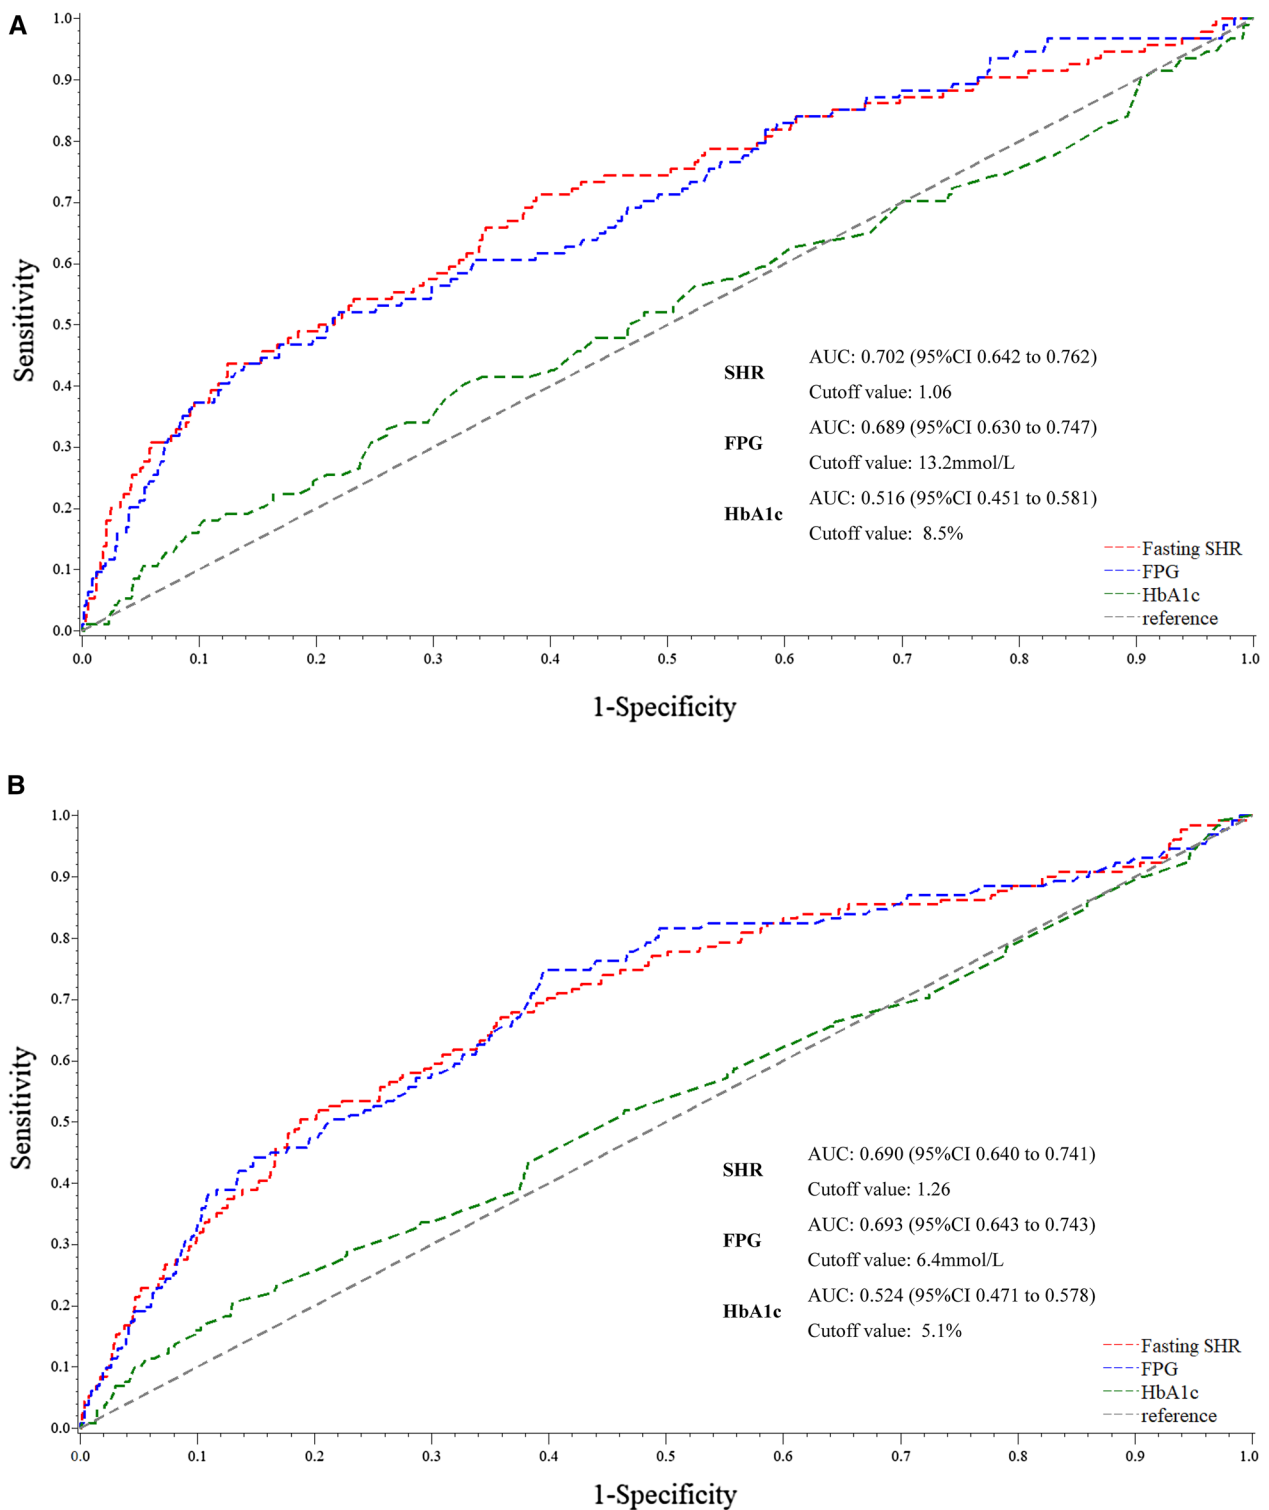 A
1.0
0.9
0.8
0.7
0.6
0.5
0.4
0.3
0.2
0.1
0.0
Sensitivity
SHR
AUC: 0.702 (95%CI 0.642 to 0.762)
Cutoff value: 1.06
FPG
AUC: 0.689 (95%CI 0.630 to 0.747)
Cutoff value: 13.2mmol/L
HbA1c
AUC: 0.516 (95%CI 0.451 to 0.581)
Cutoff value: 8.5%
Fasting SHR
FPG
HbA1c
reference
0.0 0.1 0.2 0.3 0.4 0.5 0.6 0.7 0.8 0.9 1.0
1-Specificity
B
1.0
0.9
0.8
0.7
0.6
0.5
0.4
0.3
0.2
0.1
0.0
Sensitivity
SHR
AUC: 0.690 (95%CI 0.640 to 0.741)
Cutoff value: 1.26
FPG
AUC: 0.693 (95%CI 0.643 to 0.743)
Cutoff value: 6.4mmol/L
HbA1c
AUC: 0.524 (95%CI 0.471 to 0.578)
Cutoff value: 5.1%
Fasting SHR
FPG
HbA1c
reference
0.0 0.1 0.2 0.3 0.4 0.5 0.6 0.7 0.8 0.9 1.0
1-Specificity